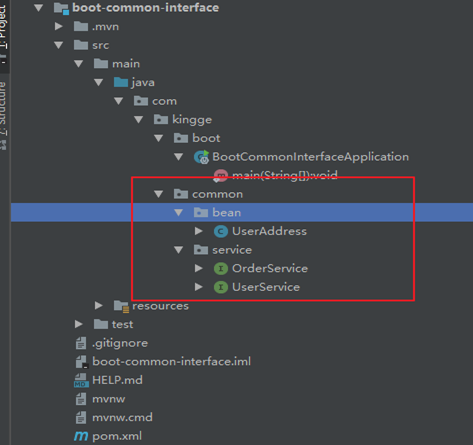 1: Project
7: Structure
boot-common-interface
.mvn
src
main
java
com
kingge
boot
BootCommonInterfaceApplication
main(String[]):void
common
bean
UserAddress
service
OrderService
UserService
resources
test
.gitignore
boot-common-interface.iml
HELP.md
mvnw
mvnw.cmd
pom.xml